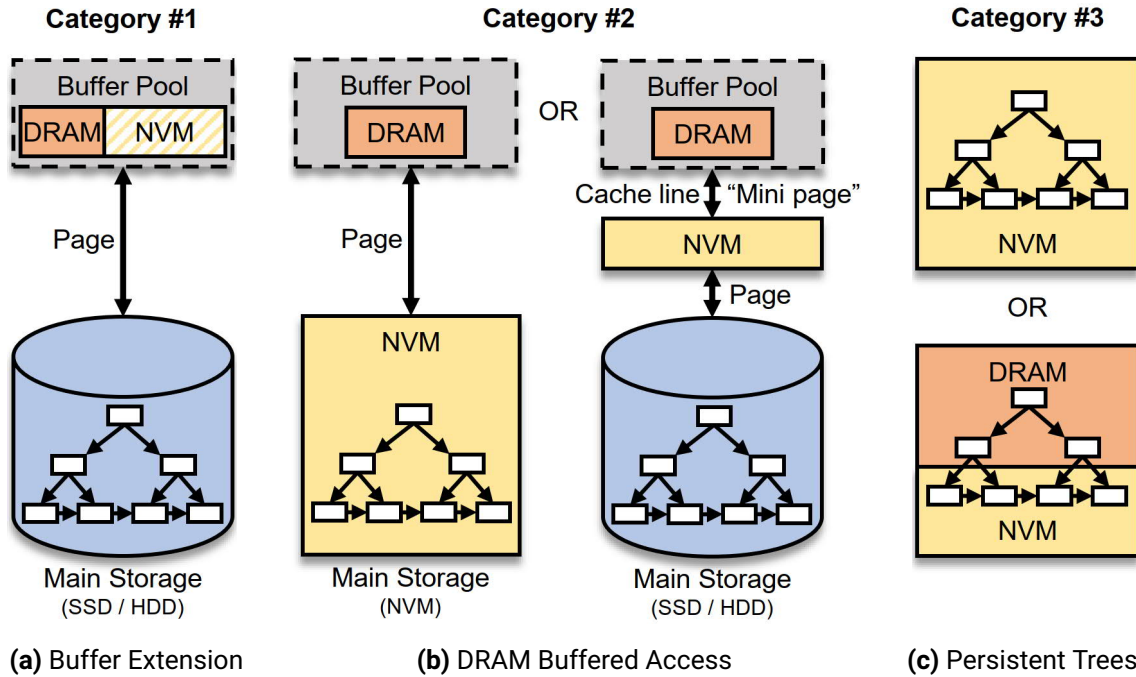 Category #1
Category #2
Category #3
Buffer Pool
DRAM
NVM
Page
Main Storage
(SSD / HDD)
Buffer Pool
DRAM
Page
NVM
Main Storage
(NVM)
OR
Buffer Pool
DRAM
Cache line
“Mini page”
NVM
Page
Main Storage
(SSD / HDD)
NVM
OR
DRAM
NVM
(a) Buffer Extension
(b) DRAM Buffered Access
(c) Persistent Trees